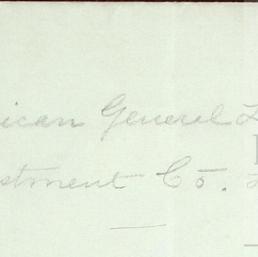 ican General
stment Co.